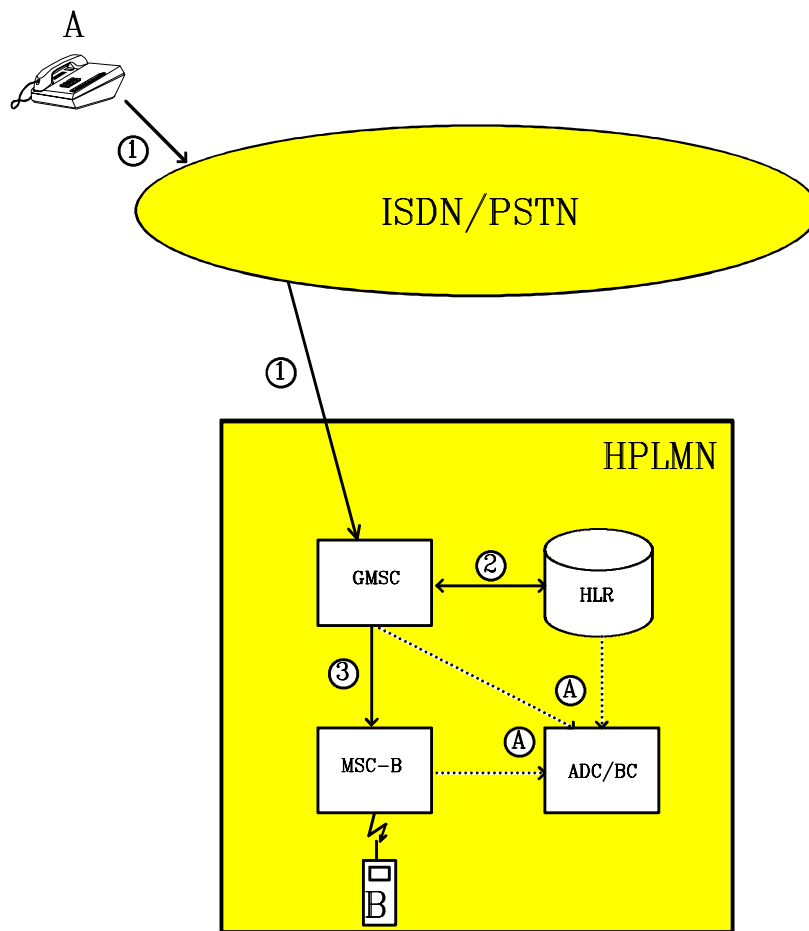 A
1
ISDN/PSTN
1
HPLMN
GMSC
2
HLR
3
A
A
MSC-B
ADC/BC
B